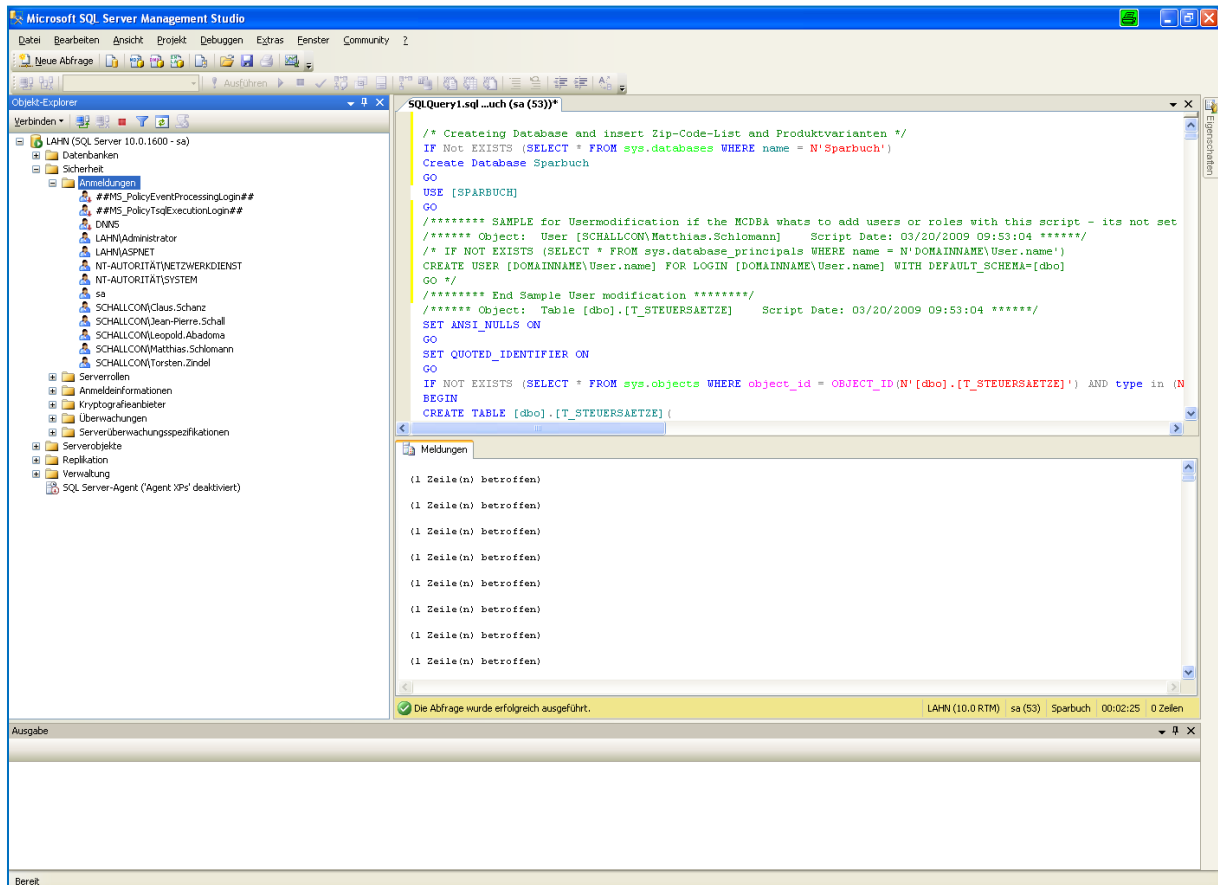 Microsoft SQL Server Management Studio
Datei Bearbeiten Ansicht Projekt Debuggen Extras Fenster Community ?
Neue Abfrage
Ausführen
Objekt-Explorer
Verbinden
LAHN (SQL Server 10.0.1600 - sa)
Datenbanken
Sicherheit
Anmeldungen
##MS_PolicyEventProcessingLogin##
##MS_PolicyTsqlExecutionLogin##
DNN5
LAHN\Administrator
LAHN\ASPNET
NT-AUTORITÄT\NETZWERKDIENST
NT-AUTORITÄT\SYSTEM
sa
SCHALLCON\Claus.Schanz
SCHALLCON\Jean-Pierre.Schall
SCHALLCON\Leopold.Abadoma
SCHALLCON\Matthias.Schlomann
SCHALLCON\Torsten.Zindel
Serverrollen
Anmeldeinformationen
Kryptografieanbieter
Überwachungen
Serverüberwachungsspezifikationen
Serverobjekte
Replikation
Verwaltung
SQL Server-Agent ('Agent XPs' deaktiviert)
SQLQuery1.sql ...uch (sa (53))*
/* Createing Database and insert Zip-Code-List and Produktvarianten */
IF Not EXISTS (SELECT * FROM sys.databases WHERE name = N'Sparbuch')
Create Database Sparbuch
GO
USE [SPARBUCH]
GO
/******** SAMPLE for Usermodification if the MCDBA whats to add users or roles with this script - its not set
/****** Object: User [SCHALLCON\Matthias.Schlomann] Script Date: 03/20/2009 09:53:04 ******/
/* IF NOT EXISTS (SELECT * FROM sys.database_principals WHERE name = N'DOMAINNAME\User.name')
CREATE USER [DOMAINNAME\User.name] FOR LOGIN [DOMAINNAME\User.name] WITH DEFAULT_SCHEMA=[dbo]
GO */
/******** End Sample User modification ********/
/****** Object: Table [dbo].[T_STEUERSAETZE] Script Date: 03/20/2009 09:53:04 ******/
SET ANSI_NULLS ON
GO
SET QUOTED_IDENTIFIER ON
GO
IF NOT EXISTS (SELECT * FROM sys.objects WHERE object_id = OBJECT_ID(N'[dbo].[T_STEUERSAETZE]') AND type in (N
BEGIN
CREATE TABLE [dbo].[T_STEUERSAETZE](
Eigenschaften
Meldungen
(1 Zeile(n) betroffen)
(1 Zeile(n) betroffen)
(1 Zeile(n) betroffen)
(1 Zeile(n) betroffen)
(1 Zeile(n) betroffen)
(1 Zeile(n) betroffen)
(1 Zeile(n) betroffen)
(1 Zeile(n) betroffen)
Die Abfrage wurde erfolgreich ausgeführt. LAHN (10.0 RTM) sa (53) Sparbuch 00:02:25 0 Zeilen
Ausgabe
Bereit